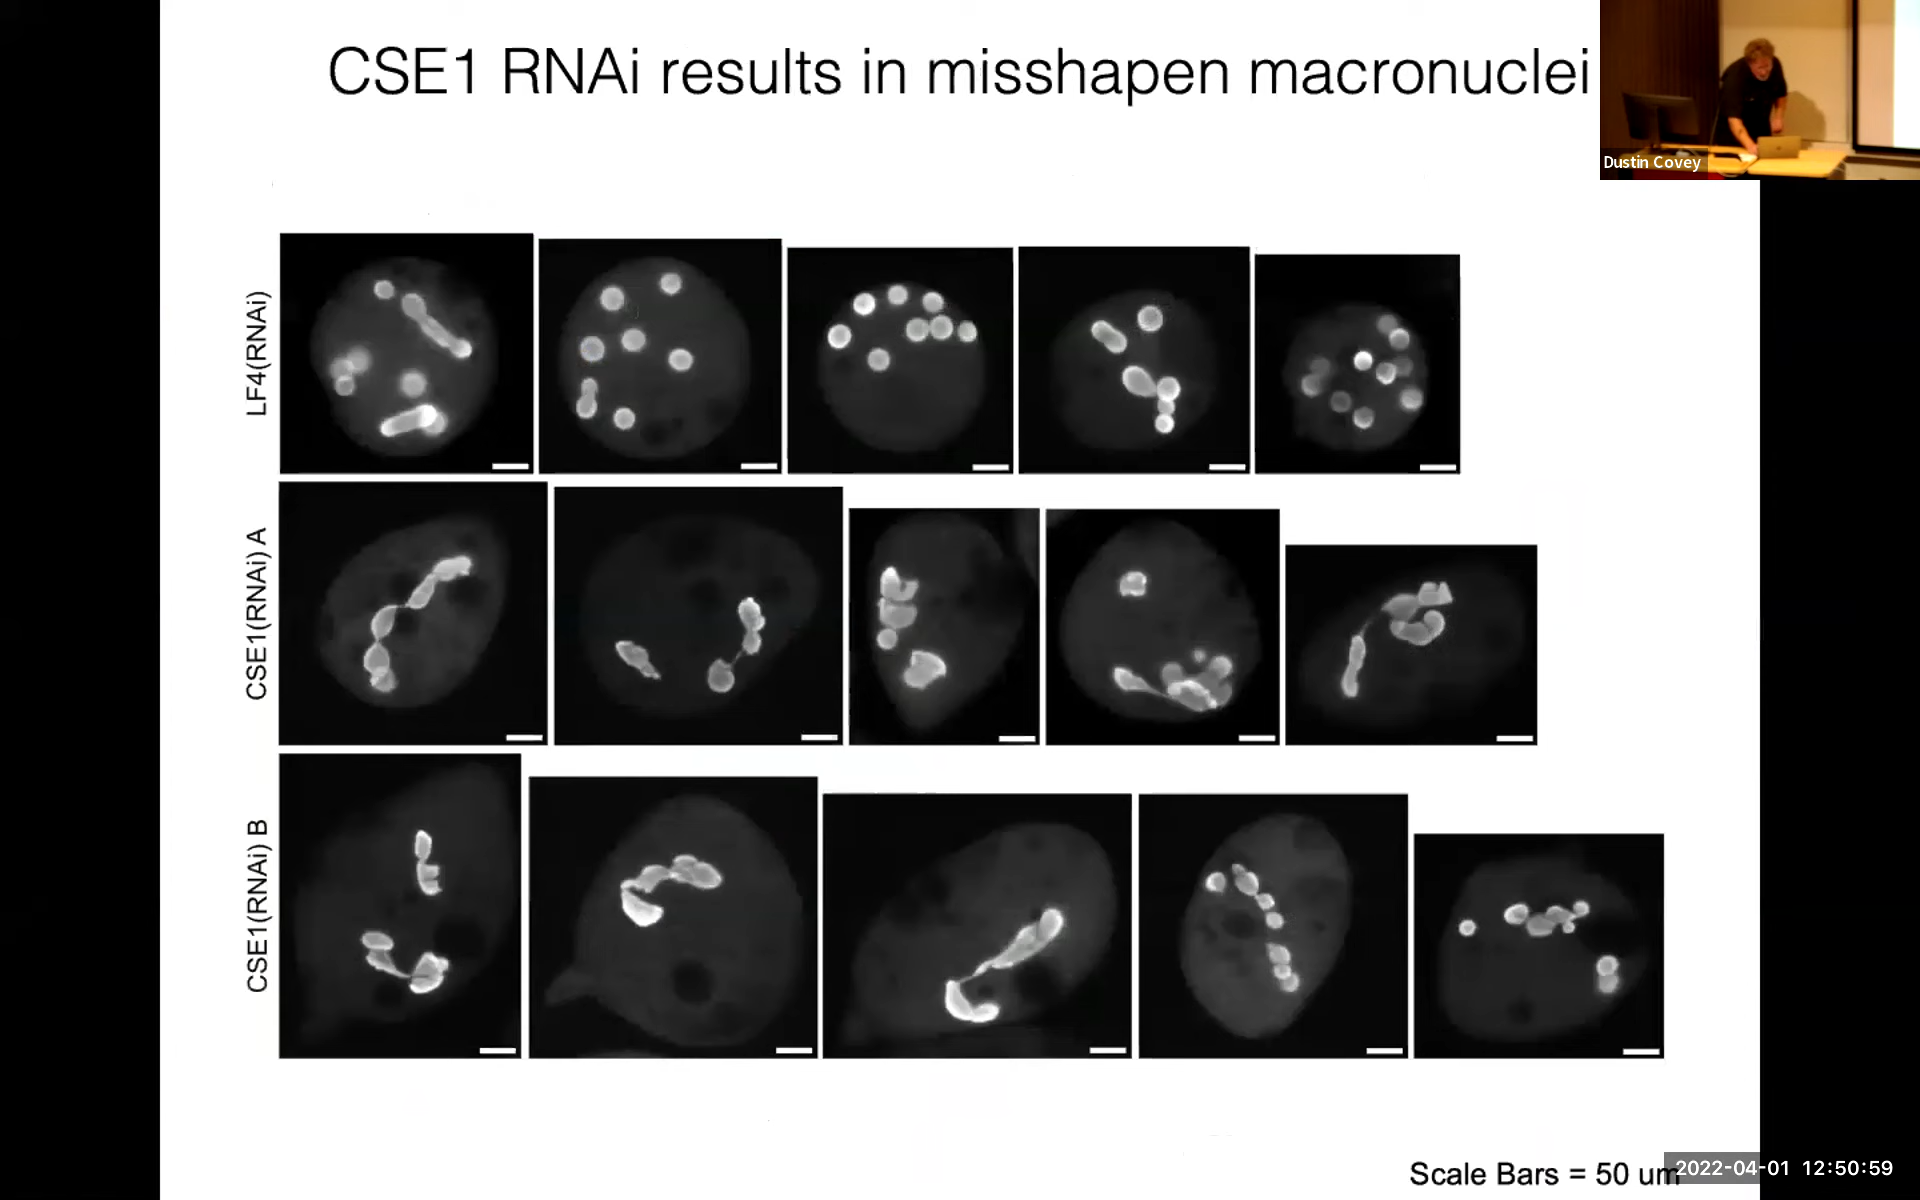 CSE1 RNAi results in misshapen macronuclei
Dustin Covey
LF4(RNAi)
CSE1(RNAi) A
CSE1(RNAi) B
Scale Bars = 50 um
2022-04-01 12:50:59